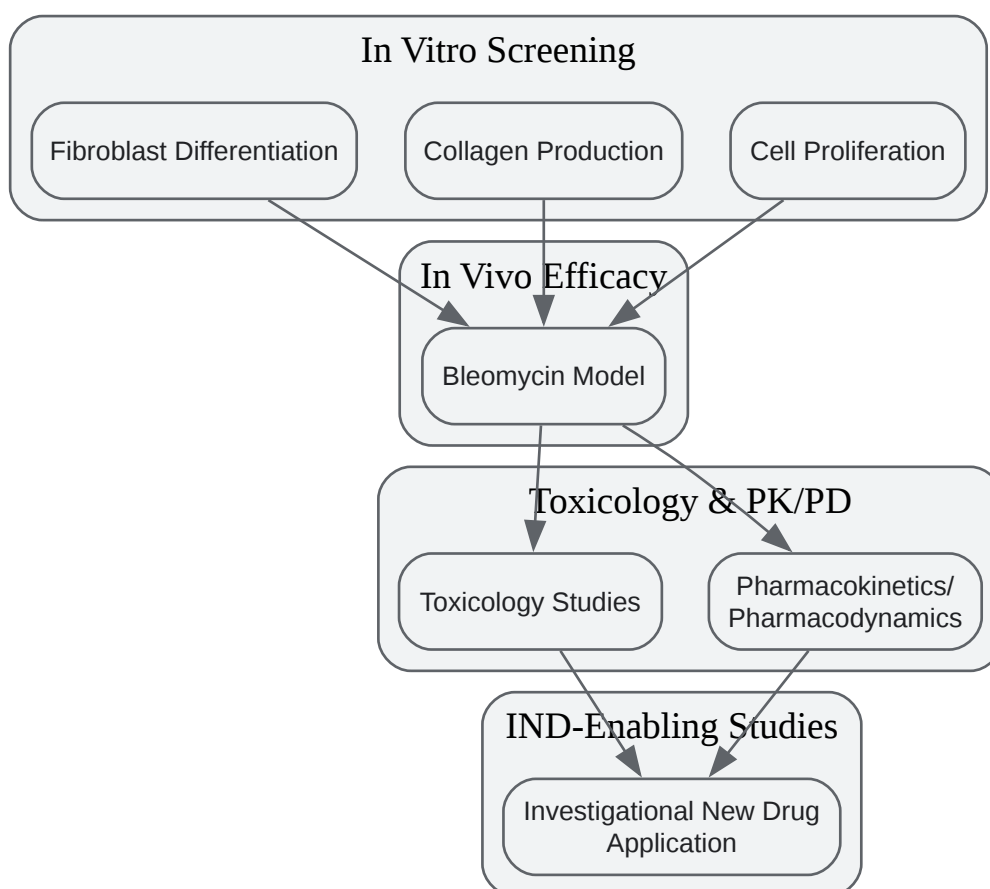 In Vitro Screening
Fibroblast Differentiation
Collagen Production
Cell Proliferation
In Vivo Efficacy
Bleomycin Model
Toxicology & PK/PD
Toxicology Studies
Pharmacokinetics/
Pharmacodynamics
IND-Enabling Studies
Investigational New Drug
Application